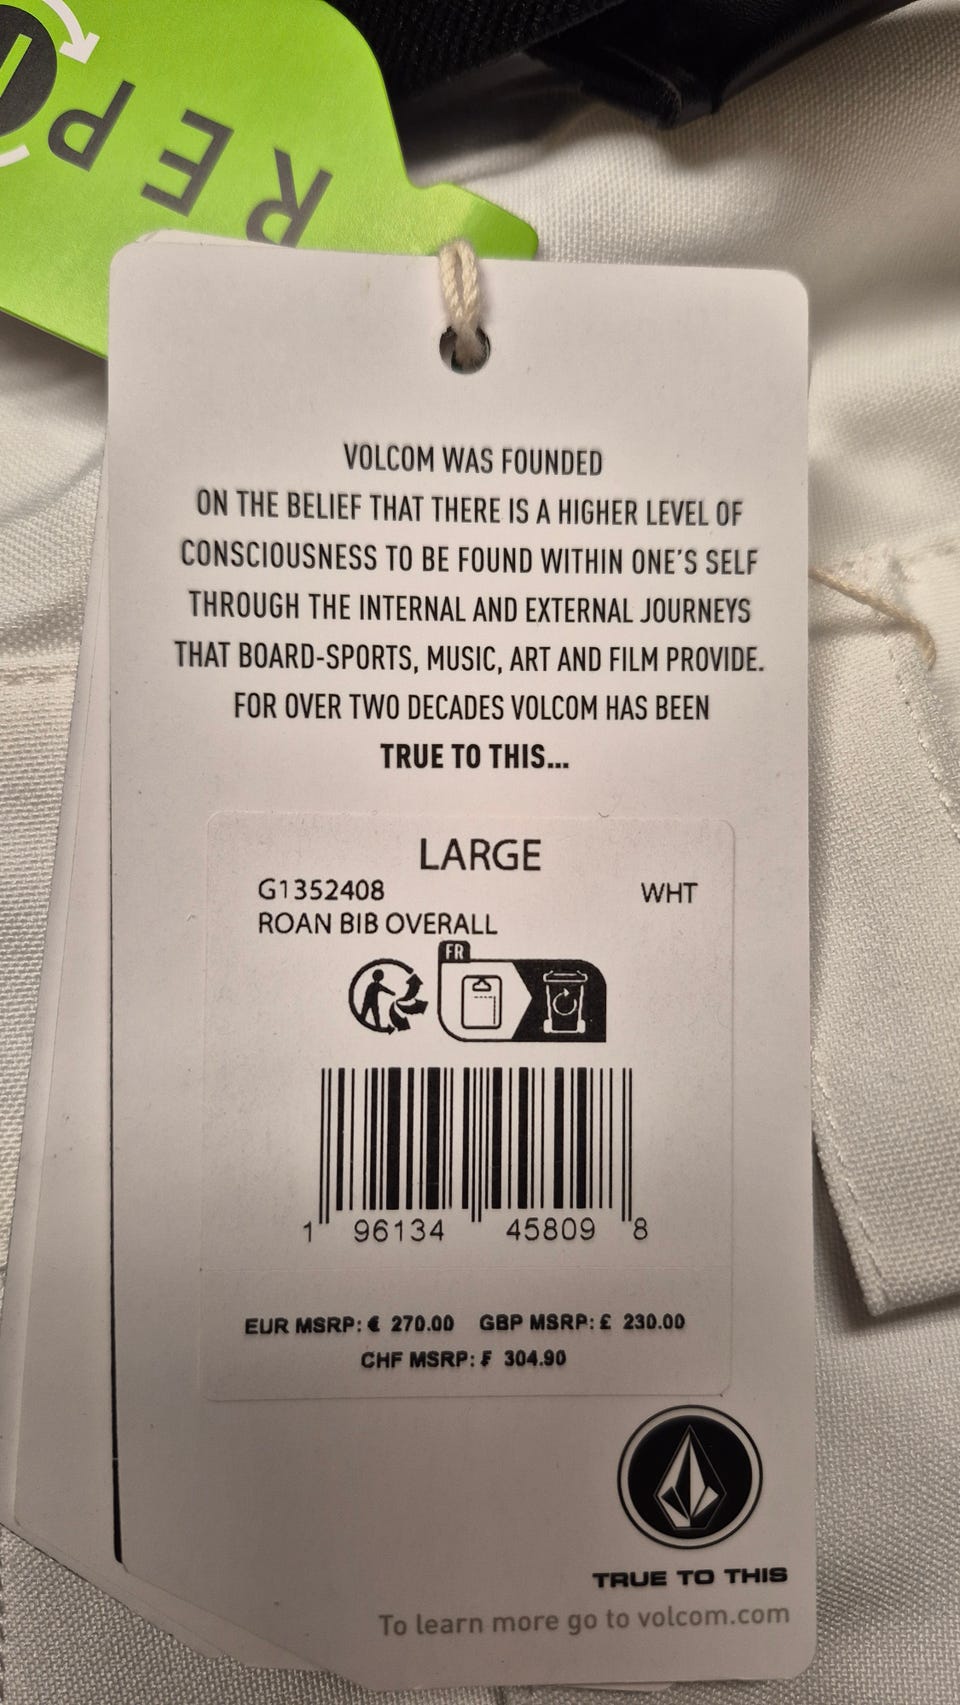 REP
VOLCOM WAS FOUNDED
ON THE BELIEF THAT THERE IS A HIGHER LEVEL OF
CONSCIOUSNESS TO BE FOUND WITHIN ONE'S SELF
THROUGH THE INTERNAL AND EXTERNAL JOURNEYS
THAT BOARD-SPORTS, MUSIC, ART AND FILM PROVIDE.
FOR OVER TWO DECADES VOLCOM HAS BEEN
TRUE TO THIS...
LARGE
G1352408 WHT
ROAN BIB OVERALL
FR
1 96134 45809 8
EUR MSRP: € 270.00 GBP MSRP: £ 230.00
CHF MSRP: ₣ 304.90
TRUE TO THIS
To learn more go to volcom.com